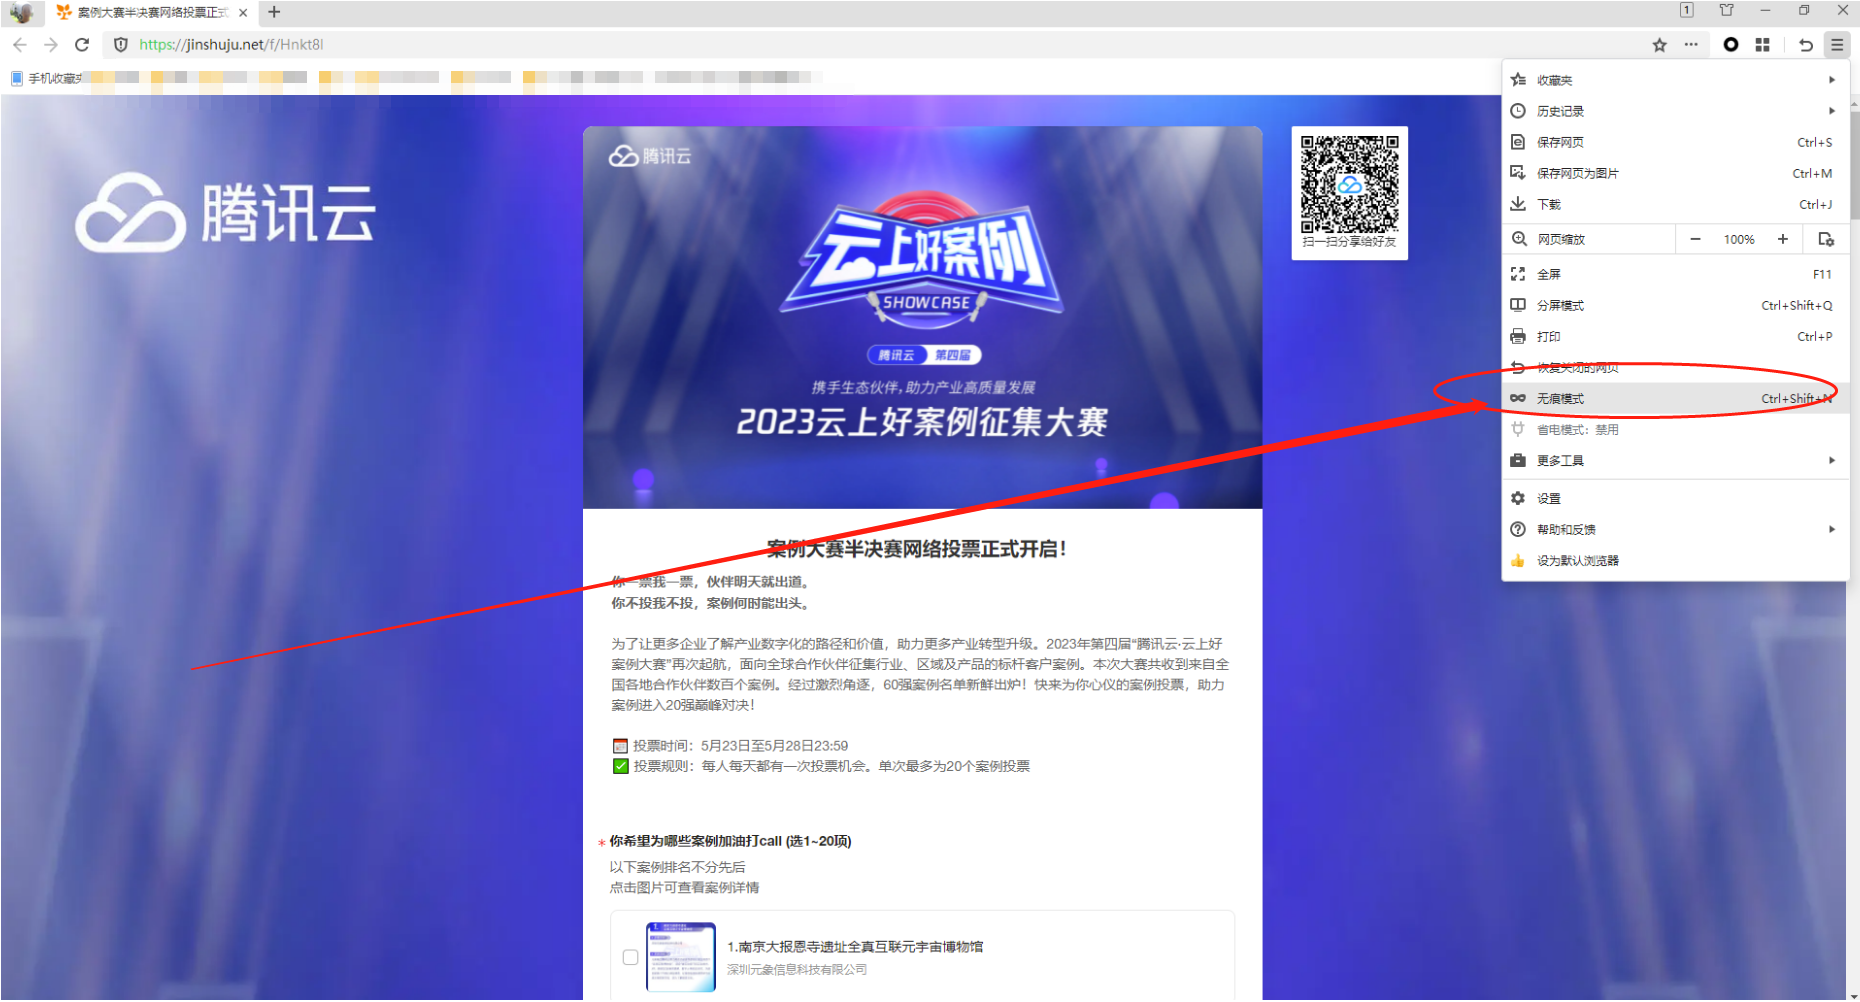 案例大赛半决赛网络投票正式
1
https://jinshuju.net/f/Hnkt8l
手机收藏夹
腾讯云
腾讯云
云上好案例
SHOWCASE
腾讯云 第四届
携手生态伙伴,助力产业高质量发展
2023云上好案例征集大赛
扫一扫分享给好友
案例大赛半决赛网络投票正式开启！
你一票我一票，伙伴明天就出道。
你不投我不投，案例何时能出头。
为了让更多企业了解产业数字化的路径和价值，助力更多产业转型升级。2023年第四届“腾讯云·云上好
案例大赛”再次起航，面向全球合作伙伴征集行业、区域及产品的标杆客户案例。本次大赛共收到来自全
国各地合作伙伴数百个案例。经过激烈角逐，60强案例名单新鲜出炉！快来为你心仪的案例投票，助力
案例进入20强巅峰对决！
投票时间：5月23日至5月28日23:59
投票规则：每人每天都有一次投票机会。单次最多为20个案例投票
* 你希望为哪些案例加油打call (选1~20项)
以下案例排名不分先后
点击图片可查看案例详情
1.南京大报恩寺遗址全真互联元宇宙博物馆
深圳元象信息科技有限公司
收藏夹
历史记录
保存网页 Ctrl+S
保存网页为图片 Ctrl+M
下载 Ctrl+J
网页缩放 − 100% +
全屏 F11
分屏模式 Ctrl+Shift+Q
打印 Ctrl+P
恢复关闭的网页
无痕模式 Ctrl+Shift+N
省电模式：禁用
更多工具
设置
帮助和反馈
设为默认浏览器